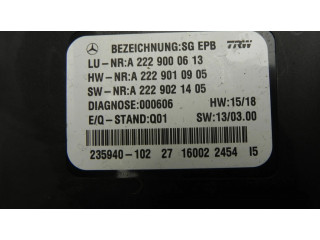 BEZEICHNUNG:SG EPB TRW
LU-NR:A 222 900 06 13
HW-NR:A 222 901 09 05
SW-NR:A 222 902 14 05
DIAGNOSE:000606 HW:15/18
E/Q-STAND:Q01 SW:13/03.00
235940-102 27 16002 2454 I5